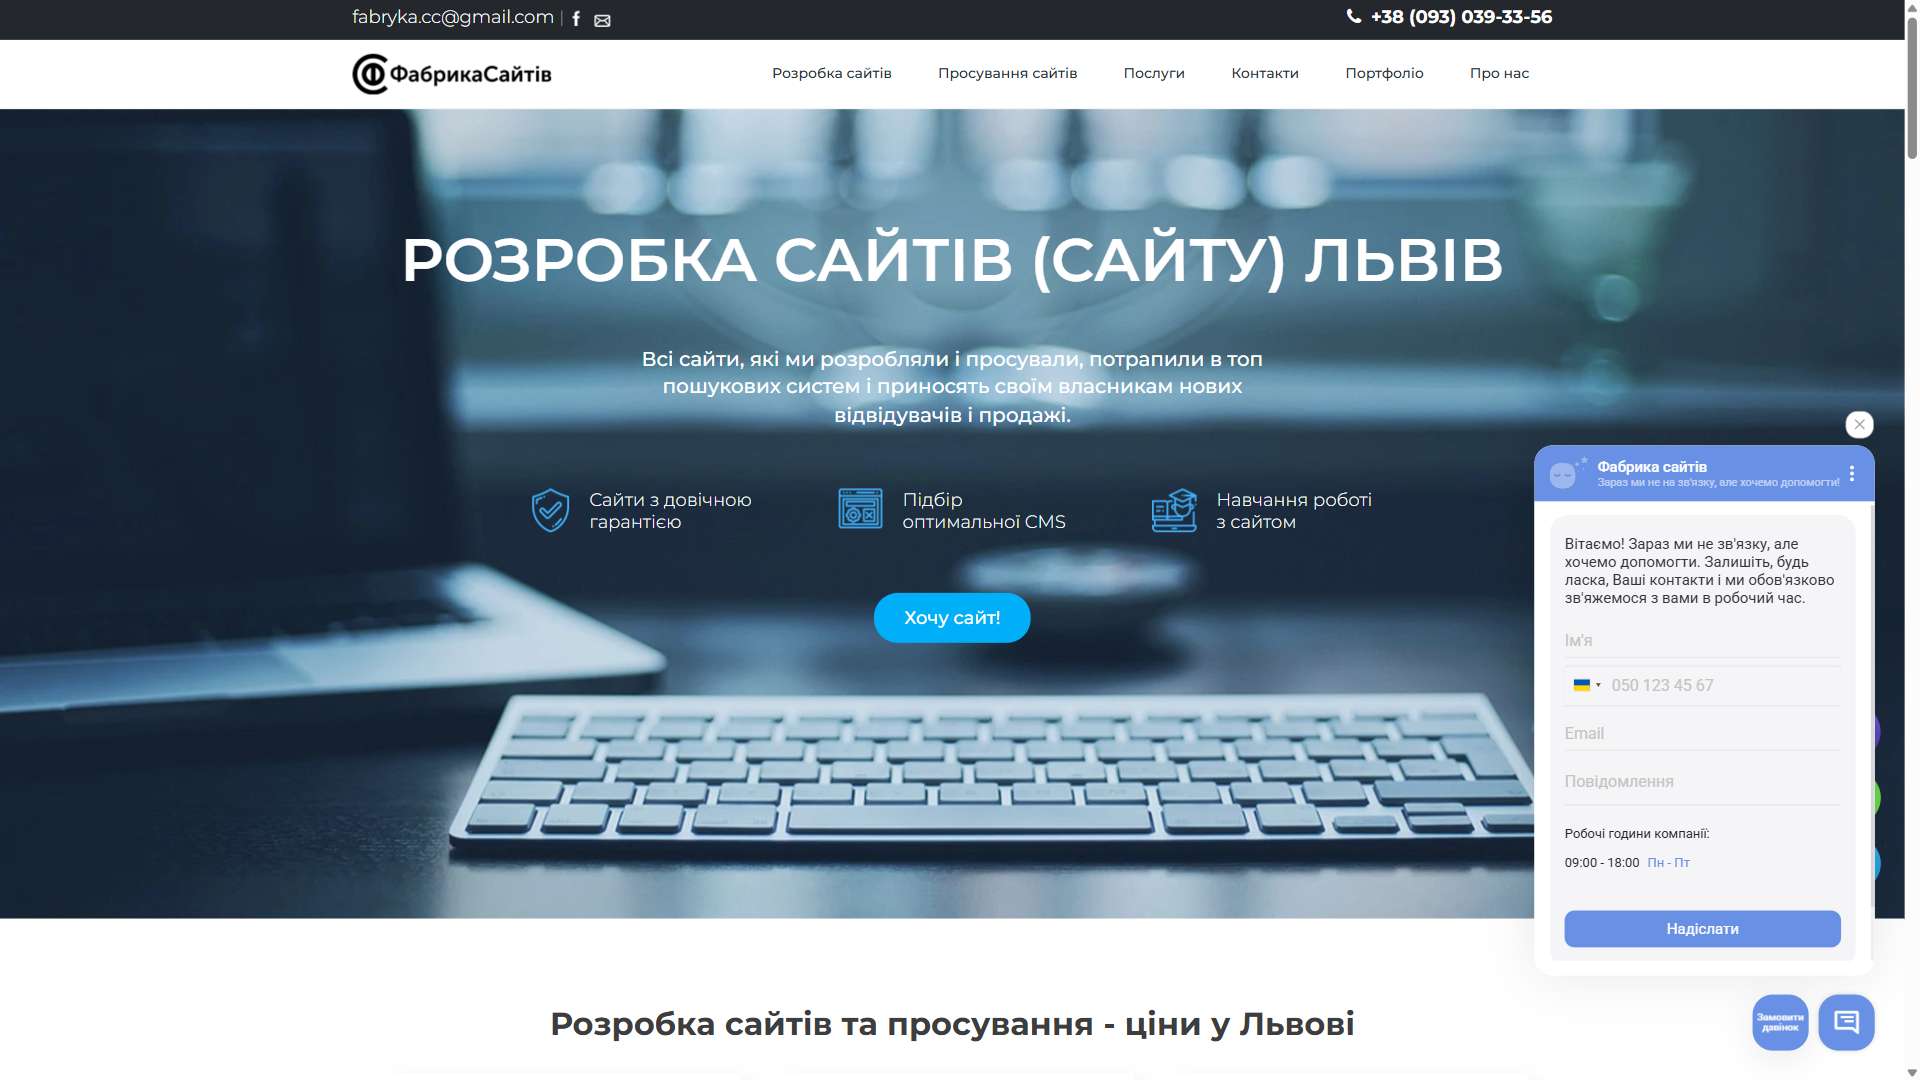 fabryka.cc@gmail.com |
+38 (093) 039-33-56
ФабрикаСайтів
Розробка сайтів
Просування сайтів
Послуги
Контакти
Портфоліо
Про нас
РОЗРОБКА САЙТІВ (САЙТУ) ЛЬВІВ
Всі сайти, які ми розробляли і просували, потрапили в топ
пошукових систем і приносять своїм власникам нових
відвідувачів і продажі.
Сайти з довічною
гарантією
Підбір
оптимальної CMS
Навчання роботі
з сайтом
Хочу сайт!
Фабрика сайтів
Зараз ми не на зв'язку, але хочемо допомогти!
Вітаємо! Зараз ми не зв'язку, але
хочемо допомогти. Залишіть, будь
ласка, Ваші контакти і ми обов'язково
зв'яжемося з вами в робочий час.
Ім'я
050 123 45 67
Email
Повідомлення
Робочі години компанії:
09:00 - 18:00 Пн - Пт
Надіслати
Розробка сайтів та просування - ціни у Львові
Замовити
дзвінок